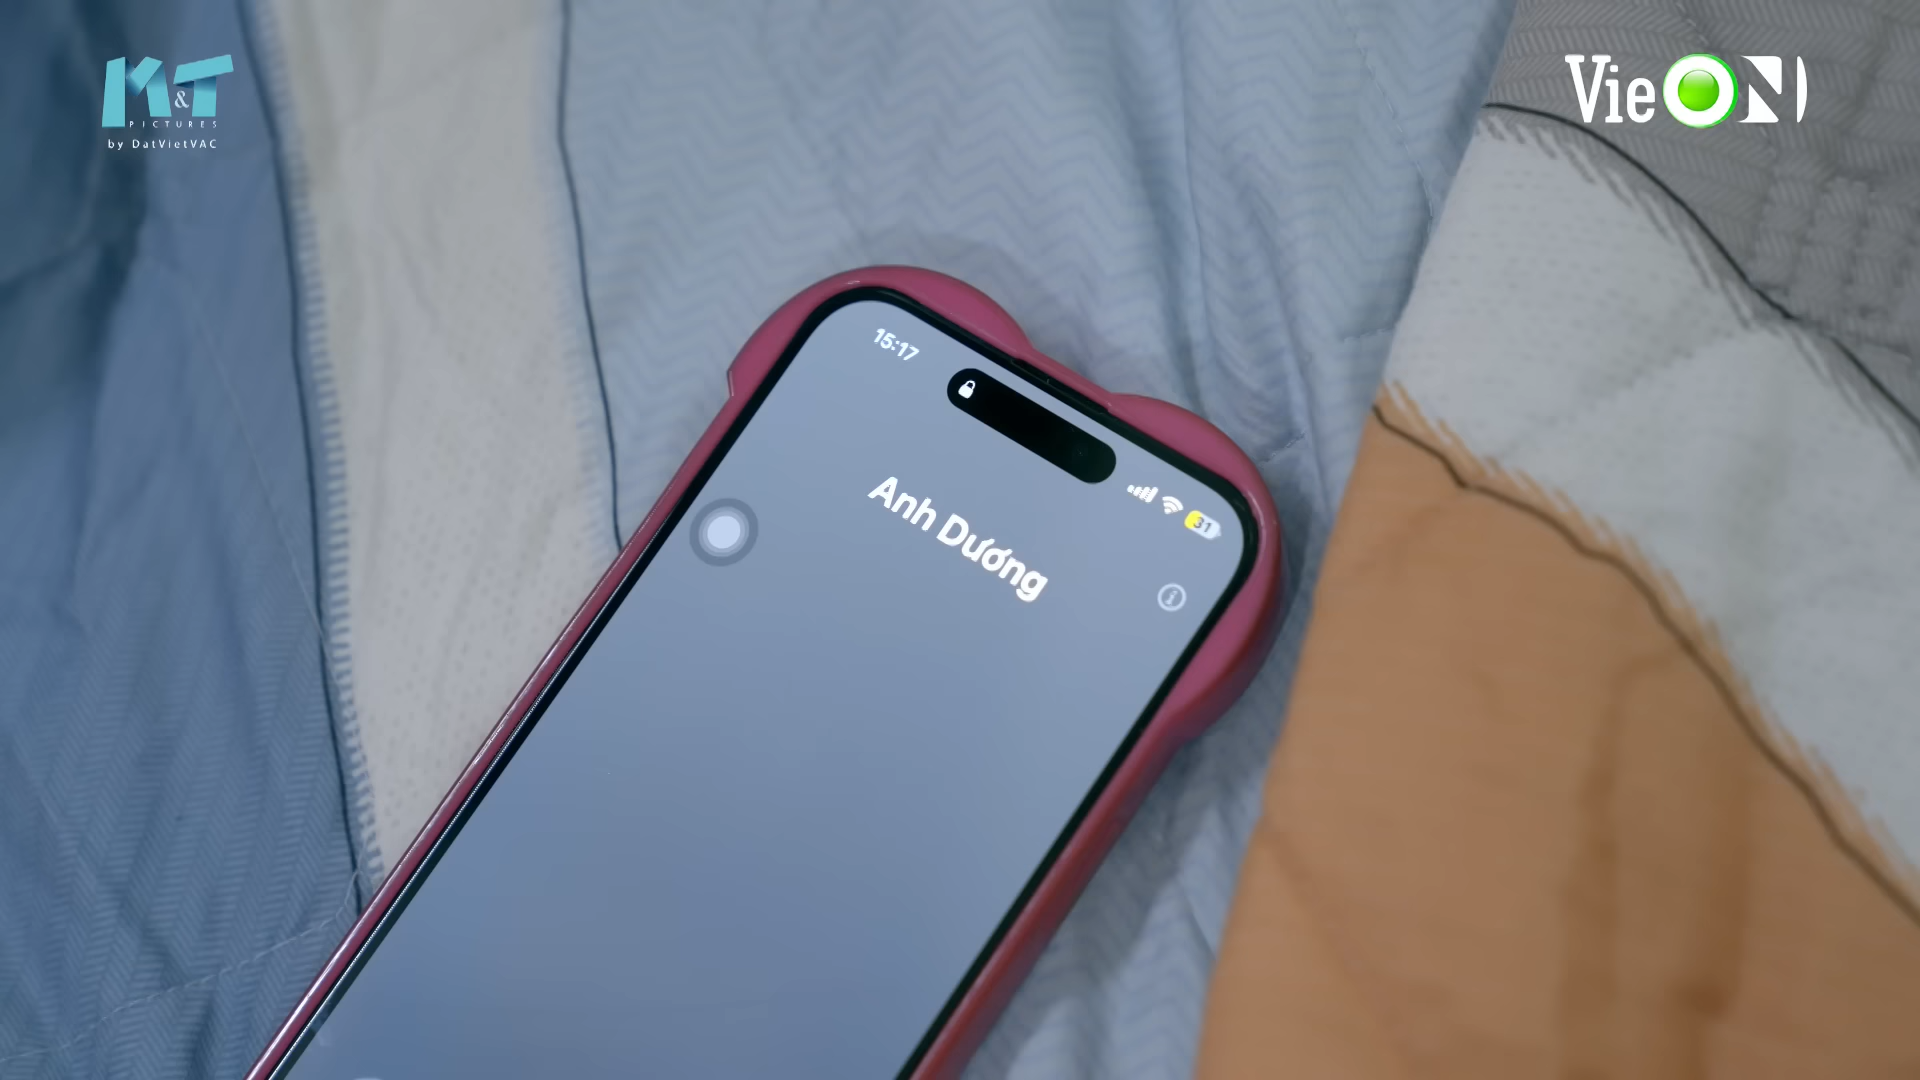 K&T
PICTURES
by DatVietVAC
VieON
15:17
31
Anh Dương